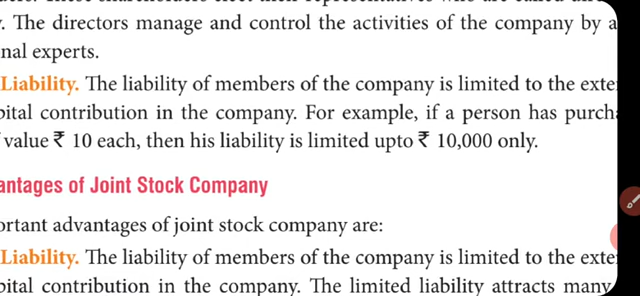 . The directors manage and control the activities of the company by a
nal experts.
Liability. The liability of members of the company is limited to the exte
pital contribution in the company. For example, if a person has purch
value ₹ 10 each, then his liability is limited upto ₹ 10,000 only.
antages of Joint Stock Company
ortant advantages of joint stock company are:
Liability. The liability of members of the company is limited to the exte
pital contribution in the company. The limited liability attracts many